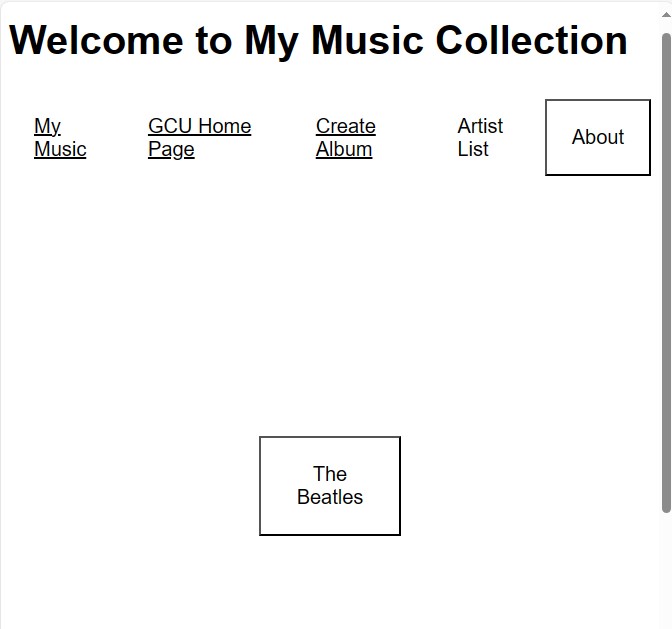 Welcome to My Music Collection
My
Music
GCU Home
Page
Create
Album
Artist
List
About
The
Beatles